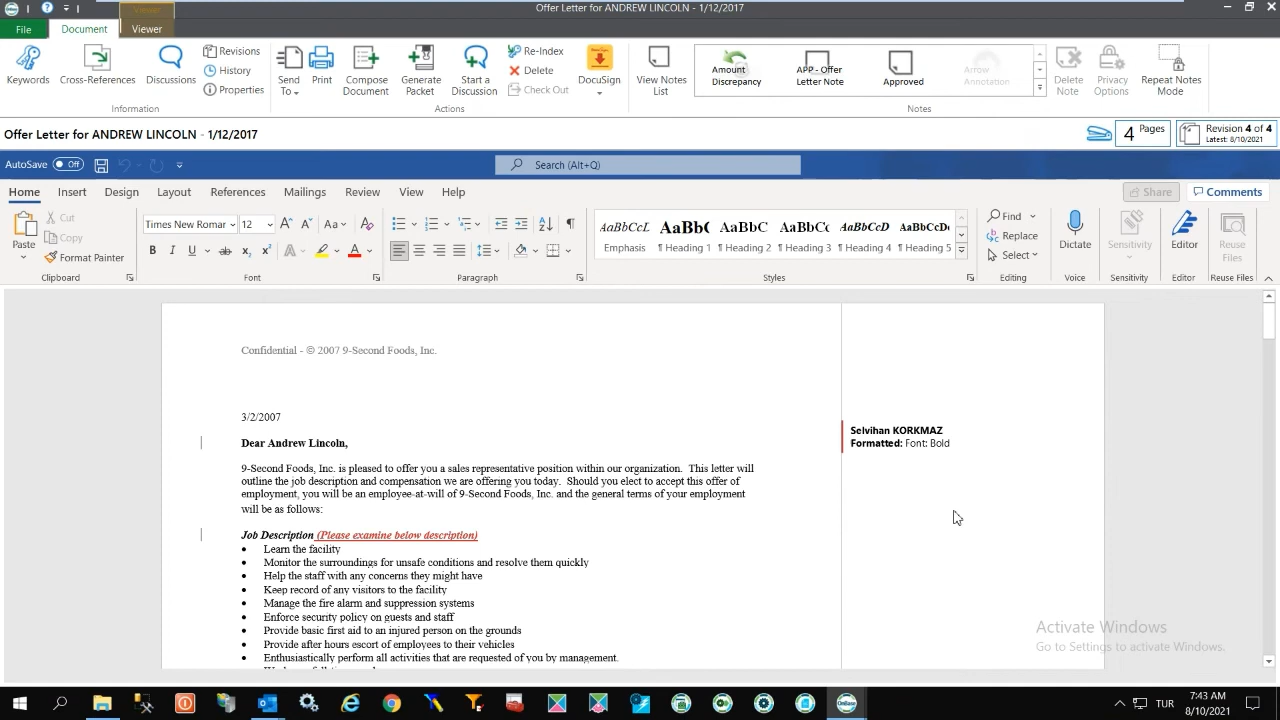 Viewer
Offer Letter for ANDREW LINCOLN - 1/12/2017
File
Document
Viewer
Keywords
Cross-References
Discussions
Revisions
History
Properties
Information
Send To
Print
Compose Document
Generate Packet
Start a Discussion
Re-Index
Delete
Check Out
DocuSign
Actions
View Notes List
Amount Discrepancy
APP - Offer Letter Note
Approved
Arrow Annotation
Delete Note
Privacy Options
Repeat Notes Mode
Notes
Offer Letter for ANDREW LINCOLN - 1/12/2017
4 Pages
Revision 4 of 4
Latest: 8/10/2021
AutoSave Off
Search (Alt+Q)
Home Insert Design Layout References Mailings Review View Help
Share
Comments
Paste
Cut
Copy
Format Painter
Clipboard
Times New Romar
12
Aa
B I U ab x₂ x² A A
Font
Paragraph
AaBbCcL AaBb( AaBbC AaBbCc AaBbCcD AaBbCcDı
Emphasis ¶ Heading 1 ¶ Heading 2 ¶ Heading 3 ¶ Heading 4 ¶ Heading 5
Styles
Find
Replace
Select
Editing
Dictate
Voice
Sensitivity
Sensitivity
Editor
Editor
Reuse Files
Reuse Files
Confidential - © 2007 9-Second Foods, Inc.
3/2/2007
Dear Andrew Lincoln,
Selvihan KORKMAZ
Formatted: Font: Bold
9-Second Foods, Inc. is pleased to offer you a sales representative position within our organization. This letter will
outline the job description and compensation we are offering you today. Should you elect to accept this offer of
employment, you will be an employee-at-will of 9-Second Foods, Inc. and the general terms of your employment
will be as follows:
Job Description (Please examine below description)
• Learn the facility
• Monitor the surroundings for unsafe conditions and resolve them quickly
• Help the staff with any concerns they might have
• Keep record of any visitors to the facility
• Manage the fire alarm and suppression systems
• Enforce security policy on guests and staff
• Provide basic first aid to an injured person on the grounds
• Provide after hours escort of employees to their vehicles
• Enthusiastically perform all activities that are requested of you by management.
Activate Windows
Go to Settings to activate Windows.
OnBase
TUR
7:43 AM
8/10/2021